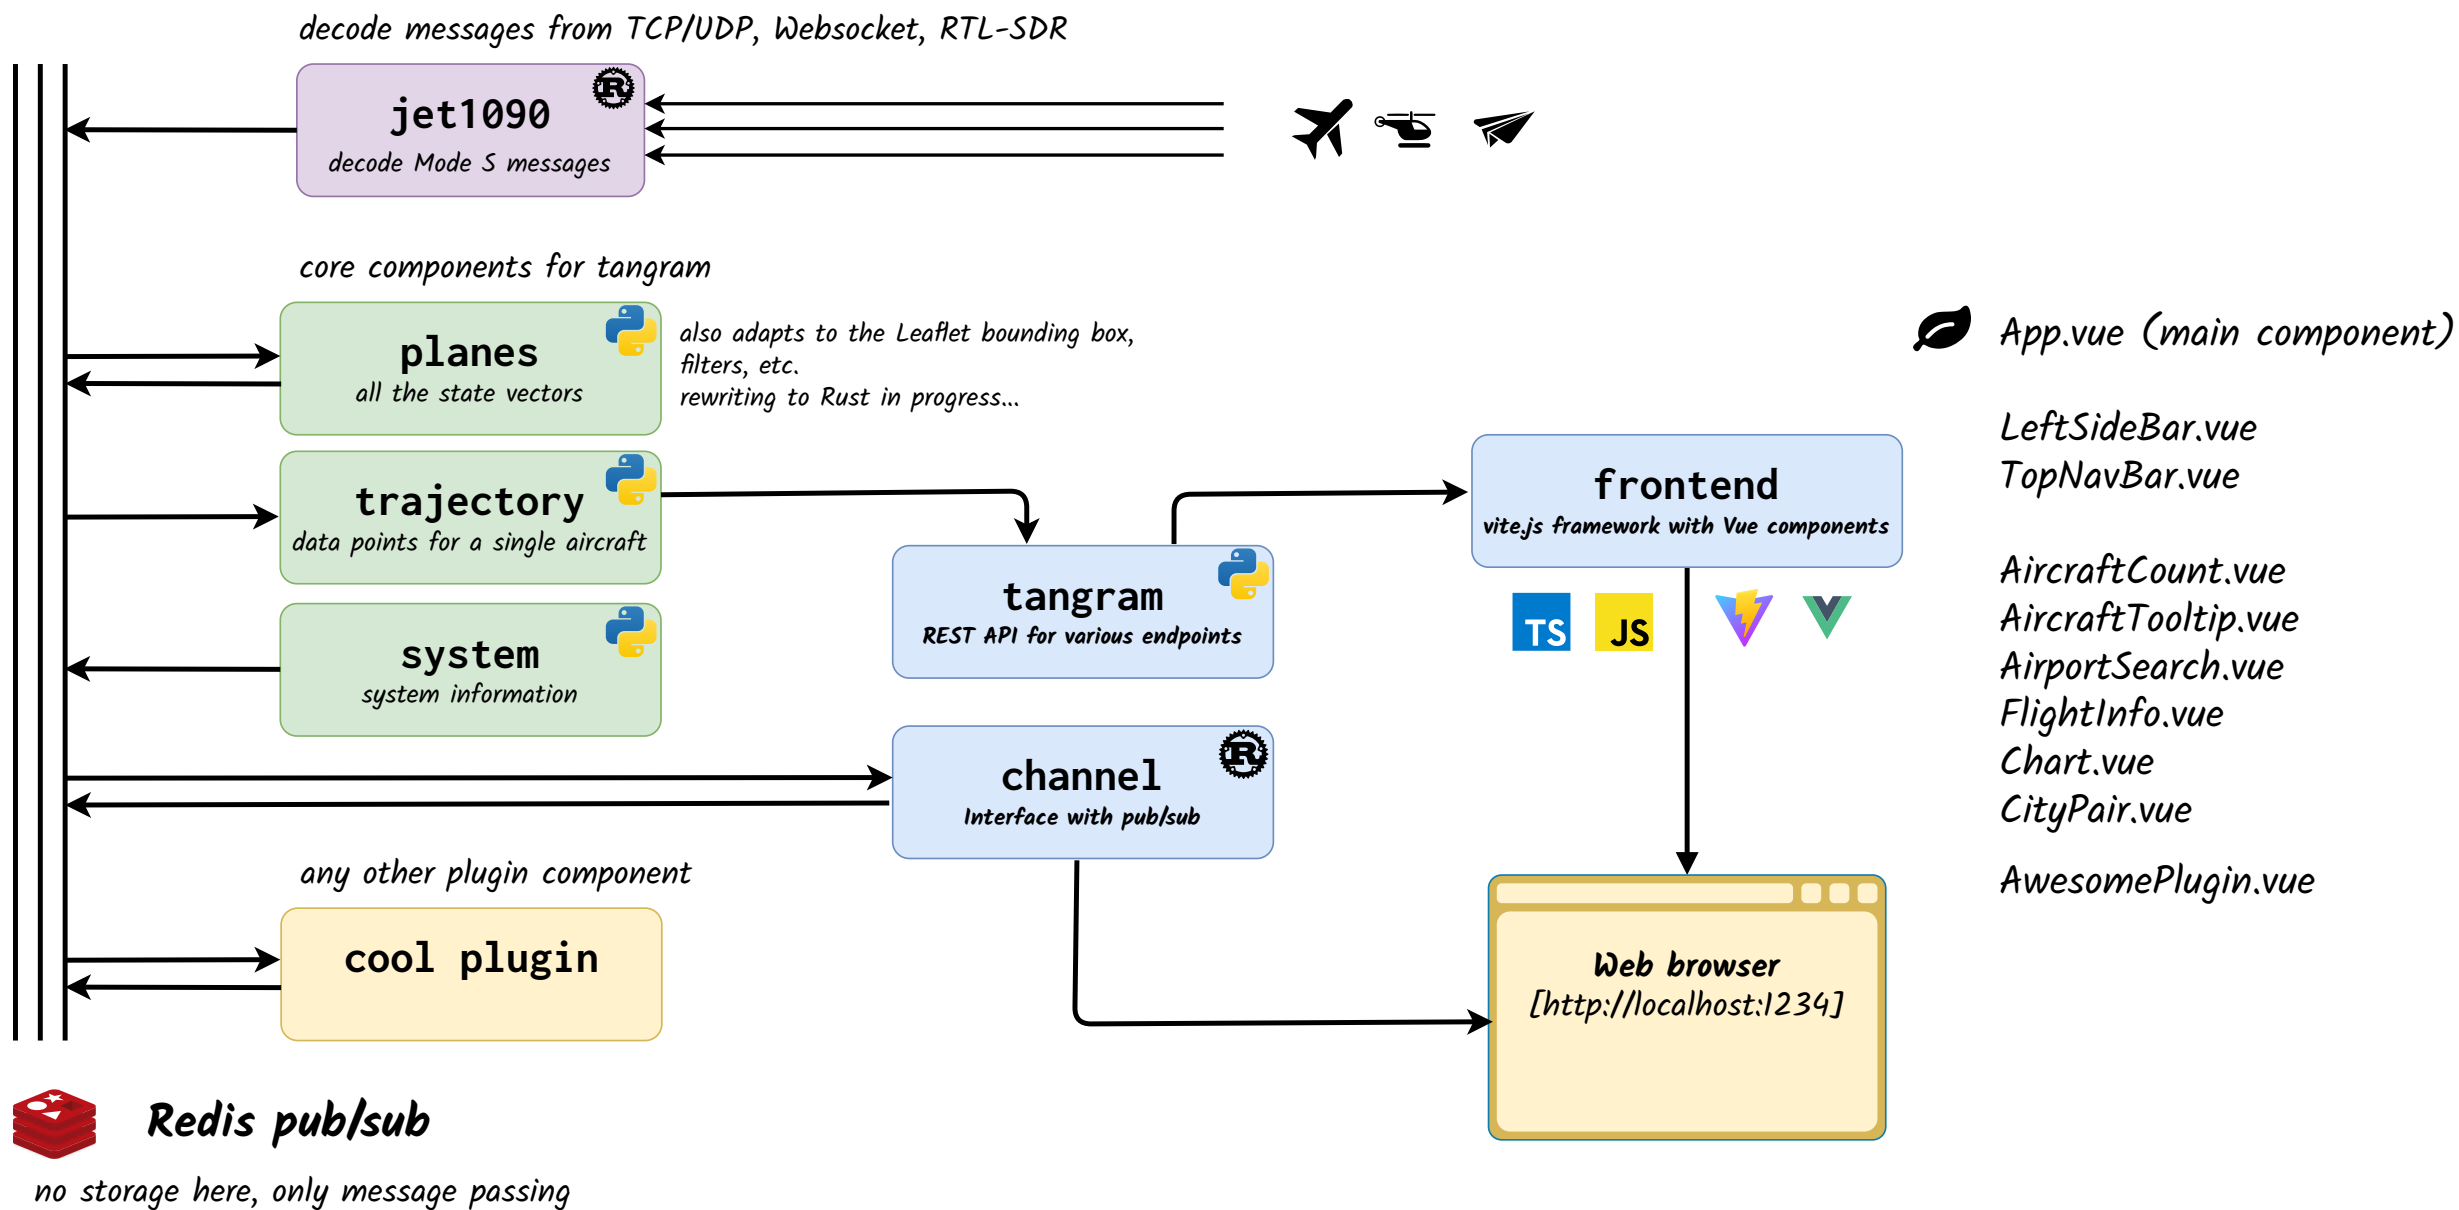 decode messages from TCP/UDP, Websocket, RTL-SDR
jet1090
decode Mode S messages
core components for tangram
planes
all the state vectors
also adapts to the Leaflet bounding box,
filters, etc.
rewriting to Rust in progress...
trajectory
data points for a single aircraft
system
system information
tangram
REST API for various endpoints
channel
Interface with pub/sub
any other plugin component
cool plugin
Redis pub/sub
no storage here, only message passing
frontend
vite.js framework with Vue components
TS
JS
Web browser
[http://localhost:1234]
App.vue (main component)
LeftSideBar.vue
TopNavBar.vue
AircraftCount.vue
AircraftTooltip.vue
AirportSearch.vue
FlightInfo.vue
Chart.vue
CityPair.vue
AwesomePlugin.vue